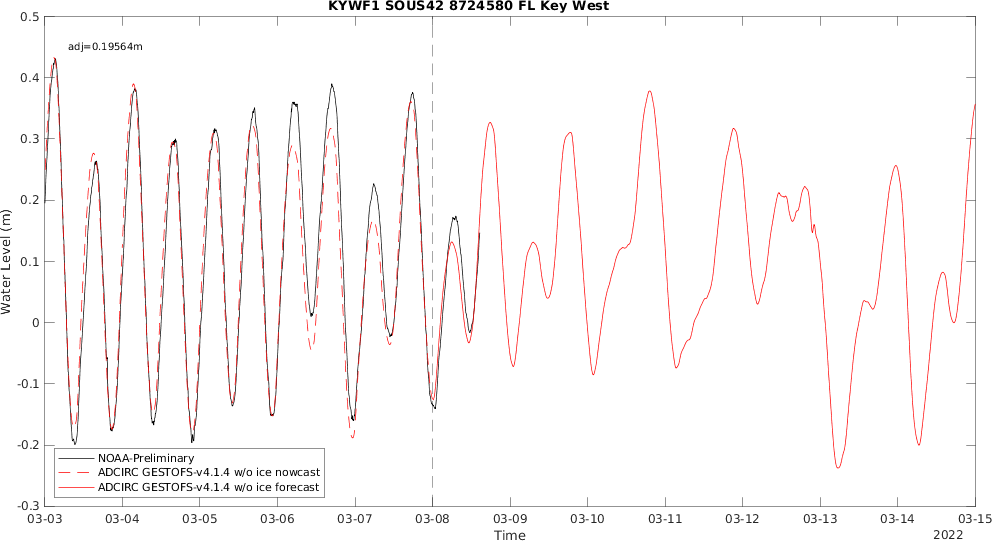 KYWF1 SOUS42 8724580 FL Key West
adj=0.19564m
Water Level (m)
0.5
0.4
0.3
0.2
0.1
0
-0.1
-0.2
-0.3
NOAA-Preliminary
ADCIRC GESTOFS-v4.1.4 w/o ice nowcast
ADCIRC GESTOFS-v4.1.4 w/o ice forecast
03-03 03-04 03-05 03-06 03-07 03-08 03-09 03-10 03-11 03-12 03-13 03-14 03-15
Time
2022